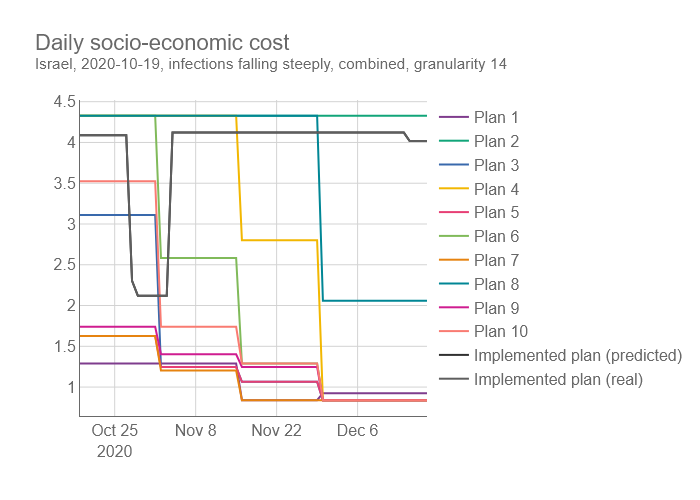 Daily socio-economic cost
Israel, 2020-10-19, infections falling steeply, combined, granularity 14
4.5
4
3.5
3
2.5
2
1.5
1
Oct 25
2020
Nov 8
Nov 22
Dec 6
Plan 1
Plan 2
Plan 3
Plan 4
Plan 5
Plan 6
Plan 7
Plan 8
Plan 9
Plan 10
Implemented plan (predicted)
Implemented plan (real)